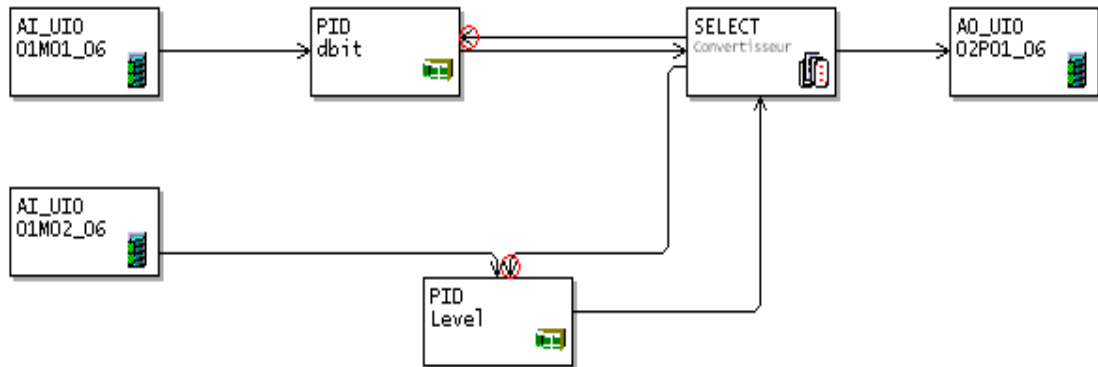 AI_UIO
01M01_06
PID
dbit
SELECT
Convertisseur
AO_UIO
02P01_06
AI_UIO
01M02_06
PID
Level